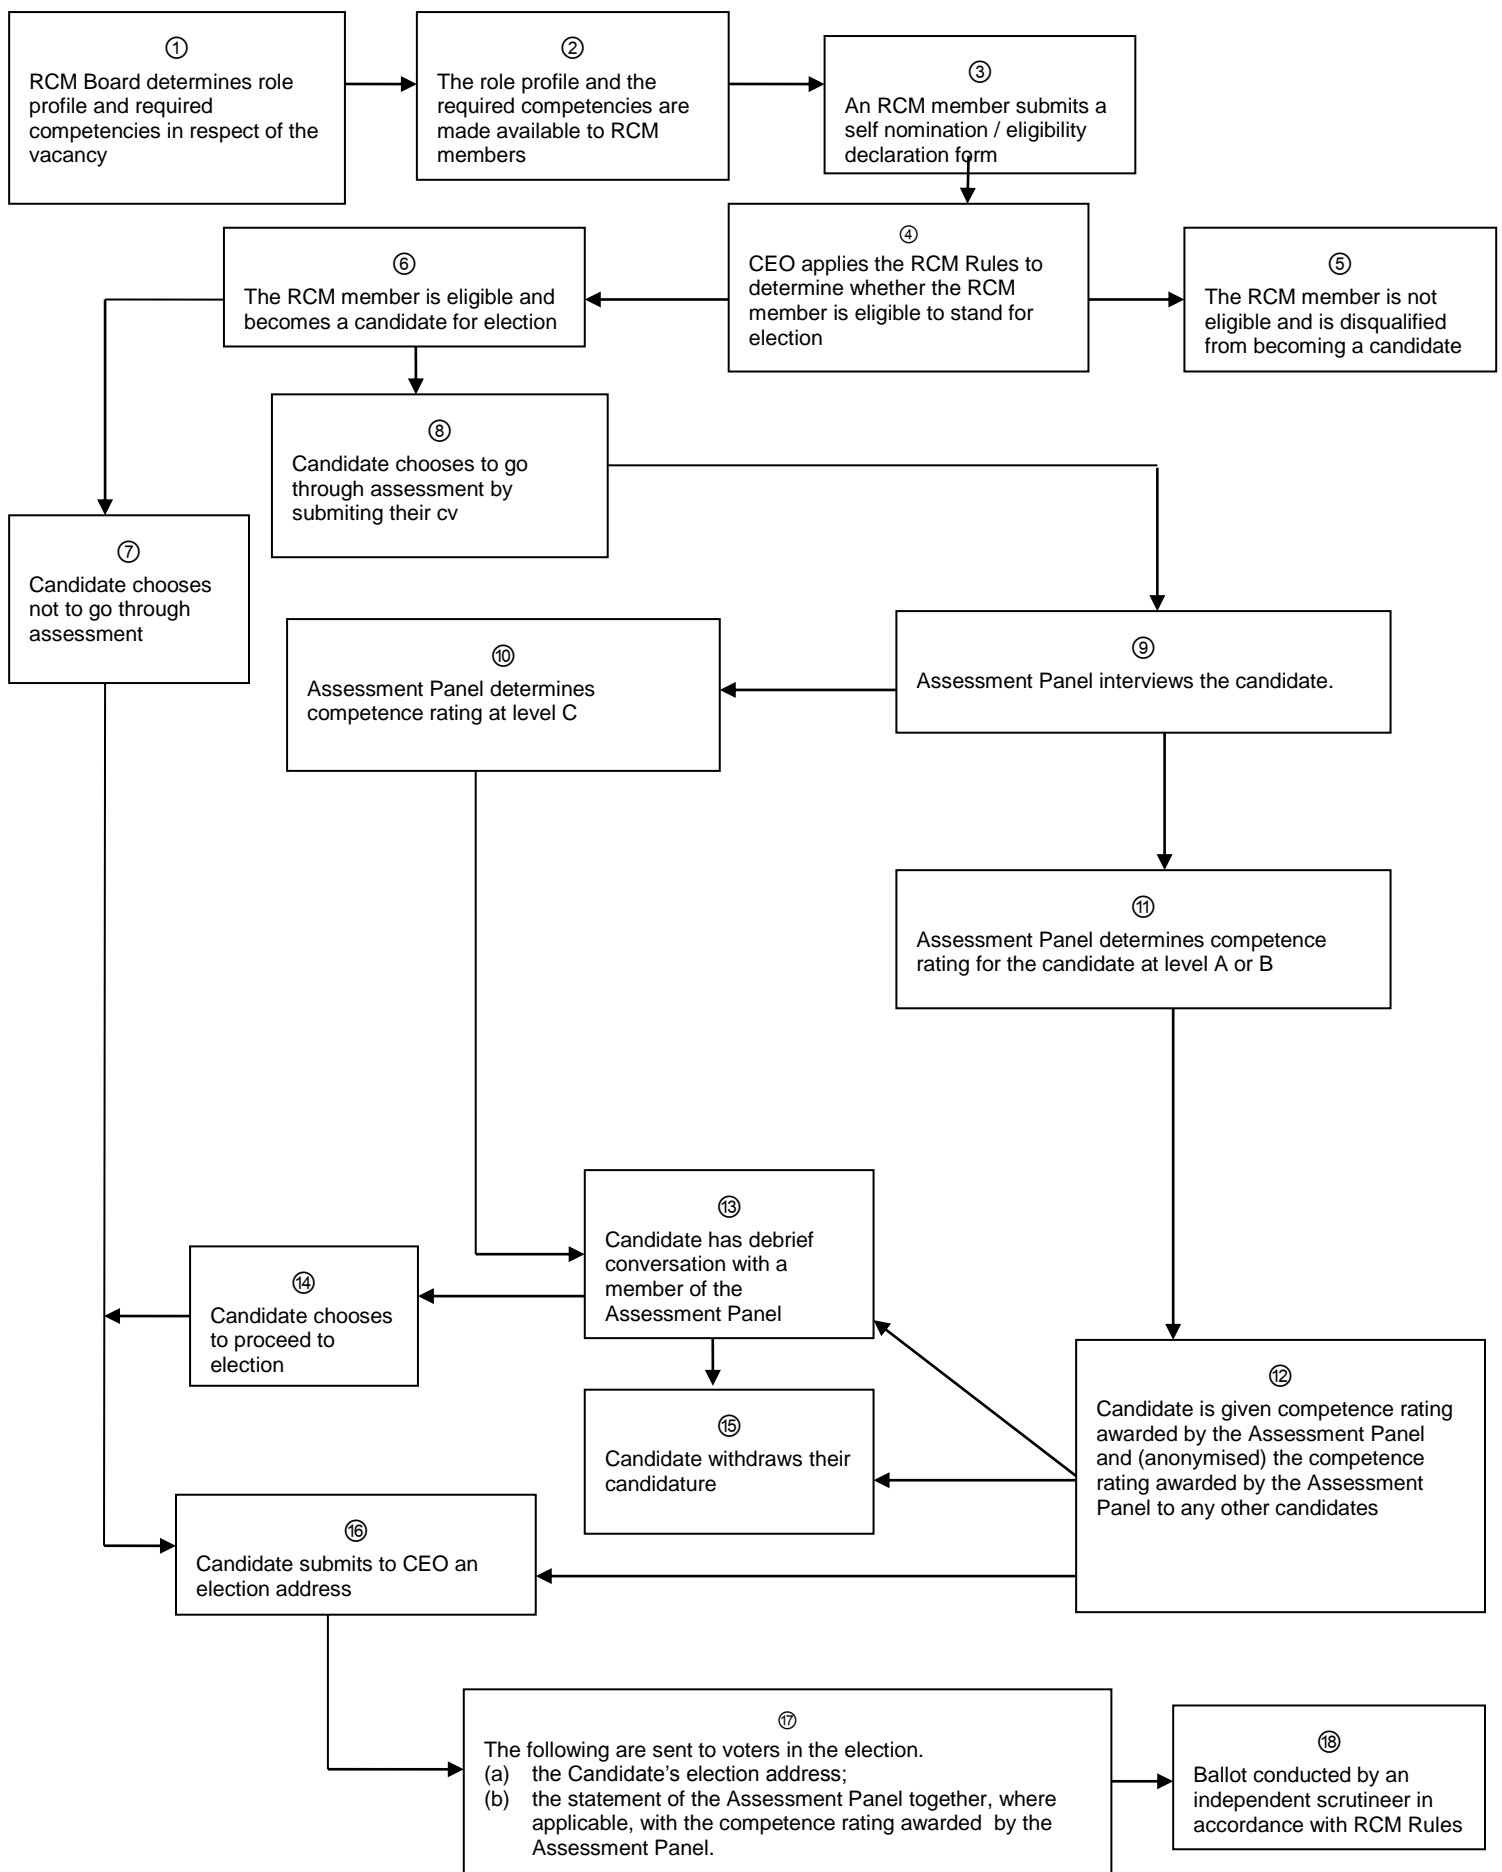 ①
RCM Board determines role
profile and required
competencies in respect of the
vacancy
②
The role profile and the
required competencies are
made available to RCM
members
③
An RCM member submits a
self nomination / eligibility
declaration form
④
CEO applies the RCM Rules to
determine whether the RCM
member is eligible to stand for
election
⑤
The RCM member is not
eligible and is disqualified
from becoming a candidate
⑥
The RCM member is eligible and
becomes a candidate for election
⑦
Candidate chooses
not to go through
assessment
⑧
Candidate chooses to go
through assessment by
submiting their cv
⑨
Assessment Panel interviews the candidate.
⑩
Assessment Panel determines
competence rating at level C
⑪
Assessment Panel determines competence
rating for the candidate at level A or B
⑫
Candidate is given competence rating
awarded by the Assessment Panel
and (anonymised) the competence
rating awarded by the Assessment
Panel to any other candidates
⑬
Candidate has debrief
conversation with a
member of the
Assessment Panel
⑭
Candidate chooses
to proceed to
election
⑮
Candidate withdraws their
candidature
⑯
Candidate submits to CEO an
election address
⑰
The following are sent to voters in the election.
(a) the Candidate’s election address;
(b) the statement of the Assessment Panel together, where
applicable, with the competence rating awarded by the
Assessment Panel.
⑱
Ballot conducted by an
independent scrutineer in
accordance with RCM Rules